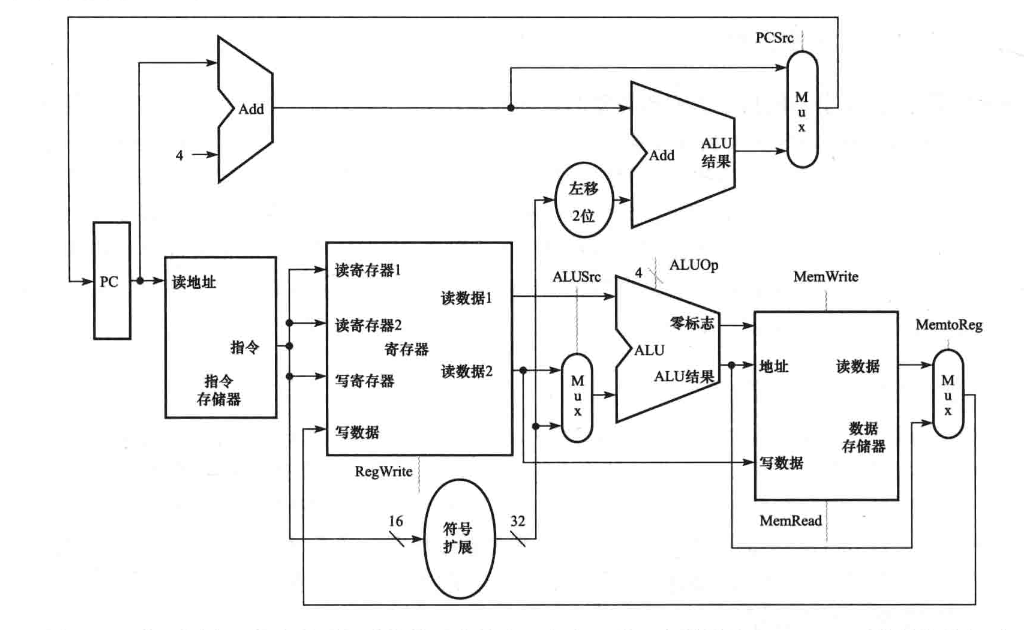 PCSrc
Mux
Add
4
Add
ALU
结果
左移
2位
PC
读地址
指令
指令
存储器
读寄存器1
读数据1
读寄存器2
寄存器
读数据2
写寄存器
写数据
RegWrite
ALUSrc
Mux
4
ALUOp
零标志
ALU
ALU结果
MemWrite
地址
读数据
数据
存储器
写数据
MemRead
MemtoReg
Mux
16
符号
扩展
32